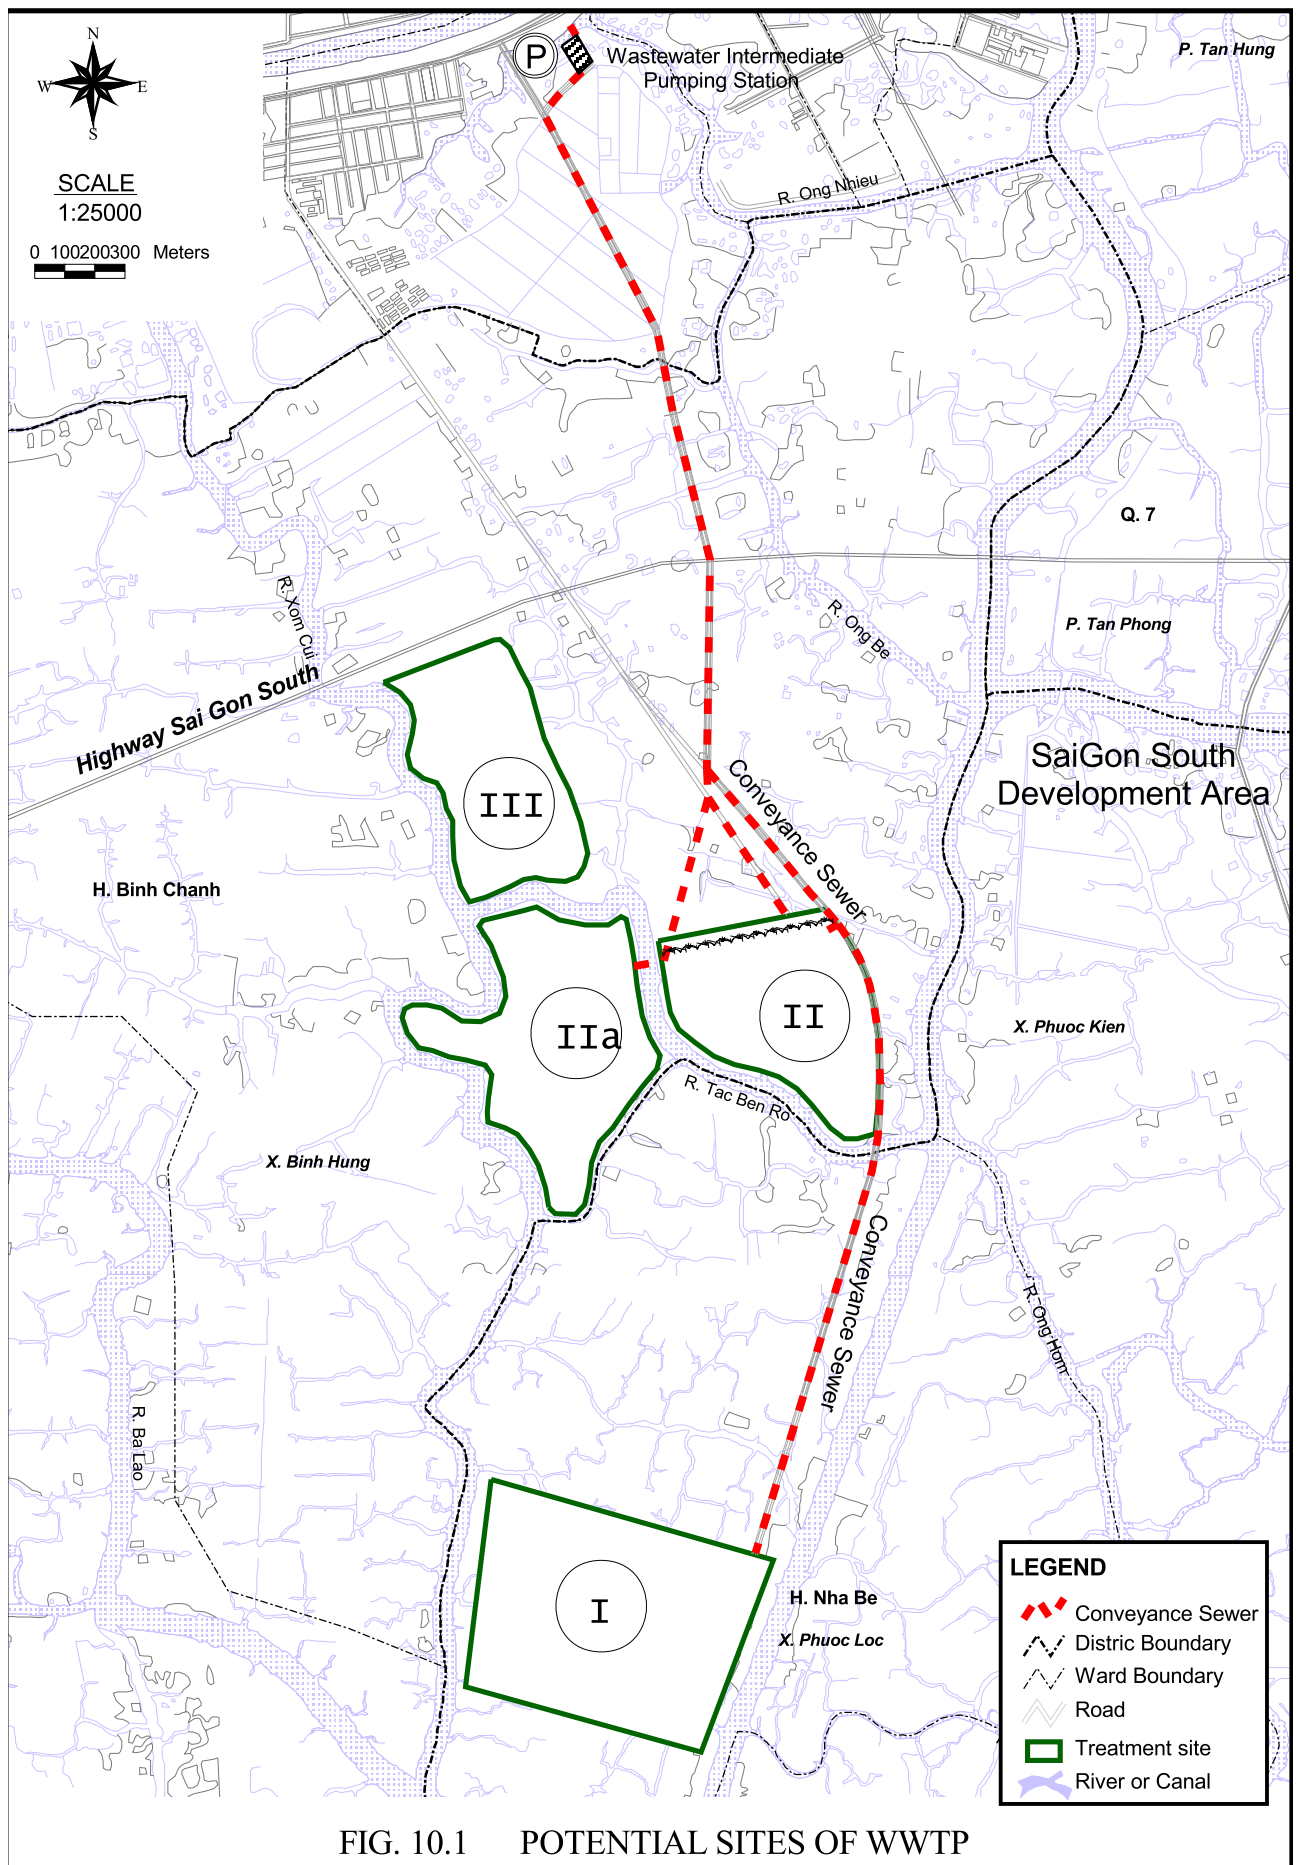 N
W E
S
SCALE
1:25000
0 100200300 Meters
P
Wastewater Intermediate
Pumping Station
P. Tan Hung
R. Ong Nhieu
Q. 7
R. Xom Cui
R. Ong Be
P. Tan Phong
Highway Sai Gon South
SaiGon South
Development Area
Conveyance Sewer
III
H. Binh Chanh
IIa
II
X. Phuoc Kien
R. Tac Ben Ro
X. Binh Hung
Conveyance Sewer
R. Ong Hom
R. Ba Lao
I
H. Nha Be
X. Phuoc Loc
LEGEND
Conveyance Sewer
Distric Boundary
Ward Boundary
Road
Treatment site
River or Canal
FIG. 10.1 POTENTIAL SITES OF WWTP